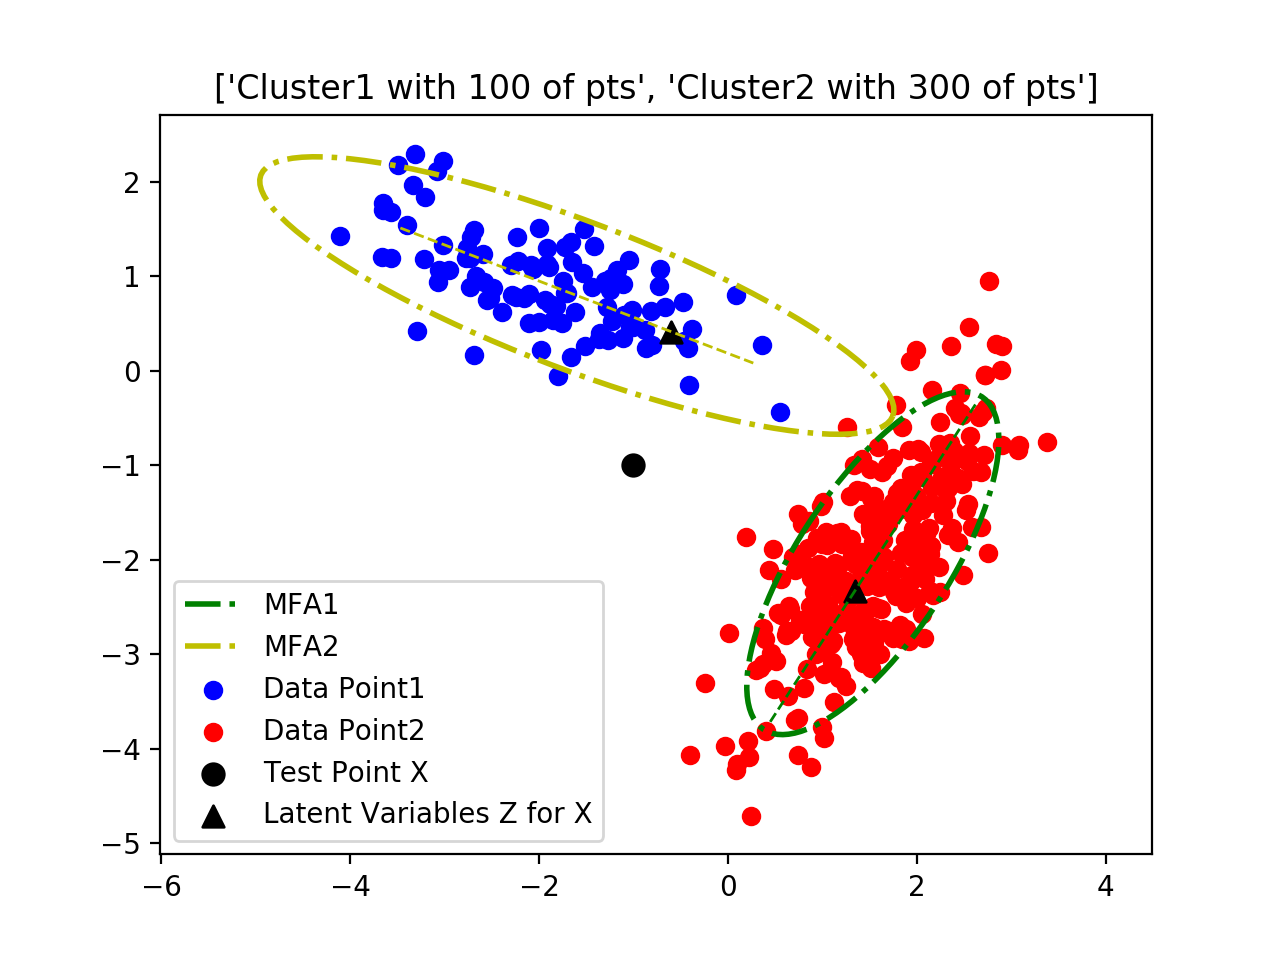 ['Cluster1 with 100 of pts', 'Cluster2 with 300 of pts']
2
1
0
−1
−2
−3
−4
−5
MFA1
MFA2
Data Point1
Data Point2
Test Point X
Latent Variables Z for X
−6 −4 −2 0 2 4